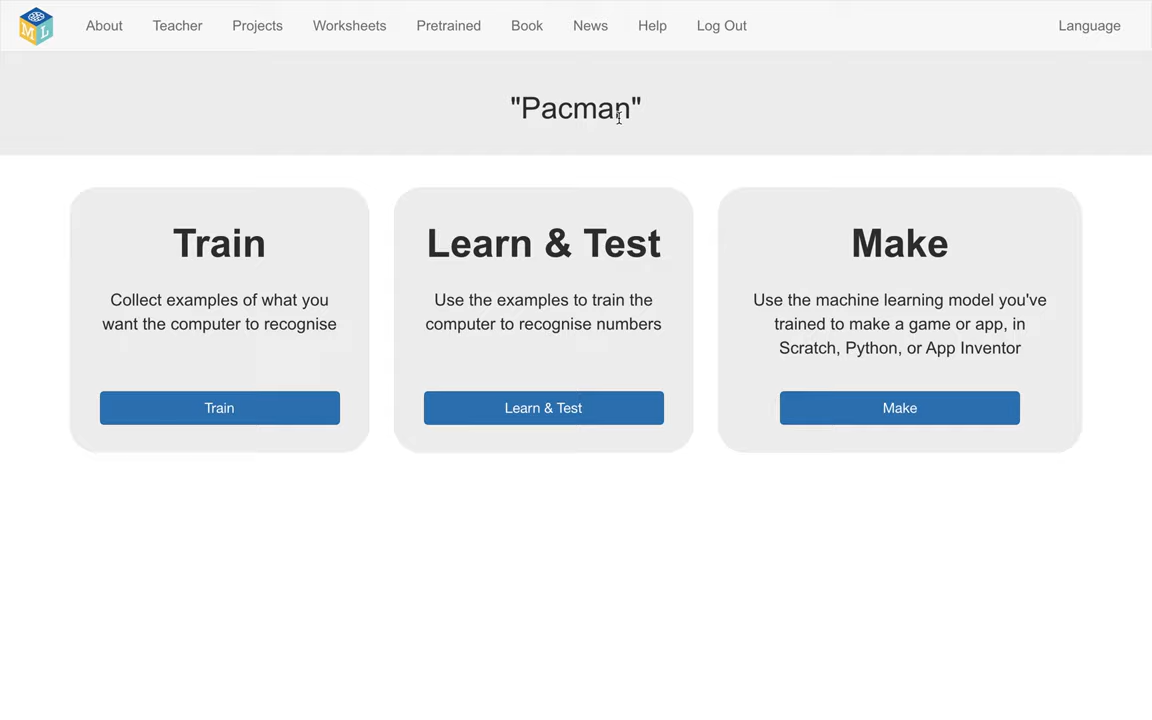 M L
About Teacher Projects Worksheets Pretrained Book News Help Log Out Language
"Pacman"
Train
Collect examples of what you
want the computer to recognise
Train
Learn & Test
Use the examples to train the
computer to recognise numbers
Learn & Test
Make
Use the machine learning model you've
trained to make a game or app, in
Scratch, Python, or App Inventor
Make